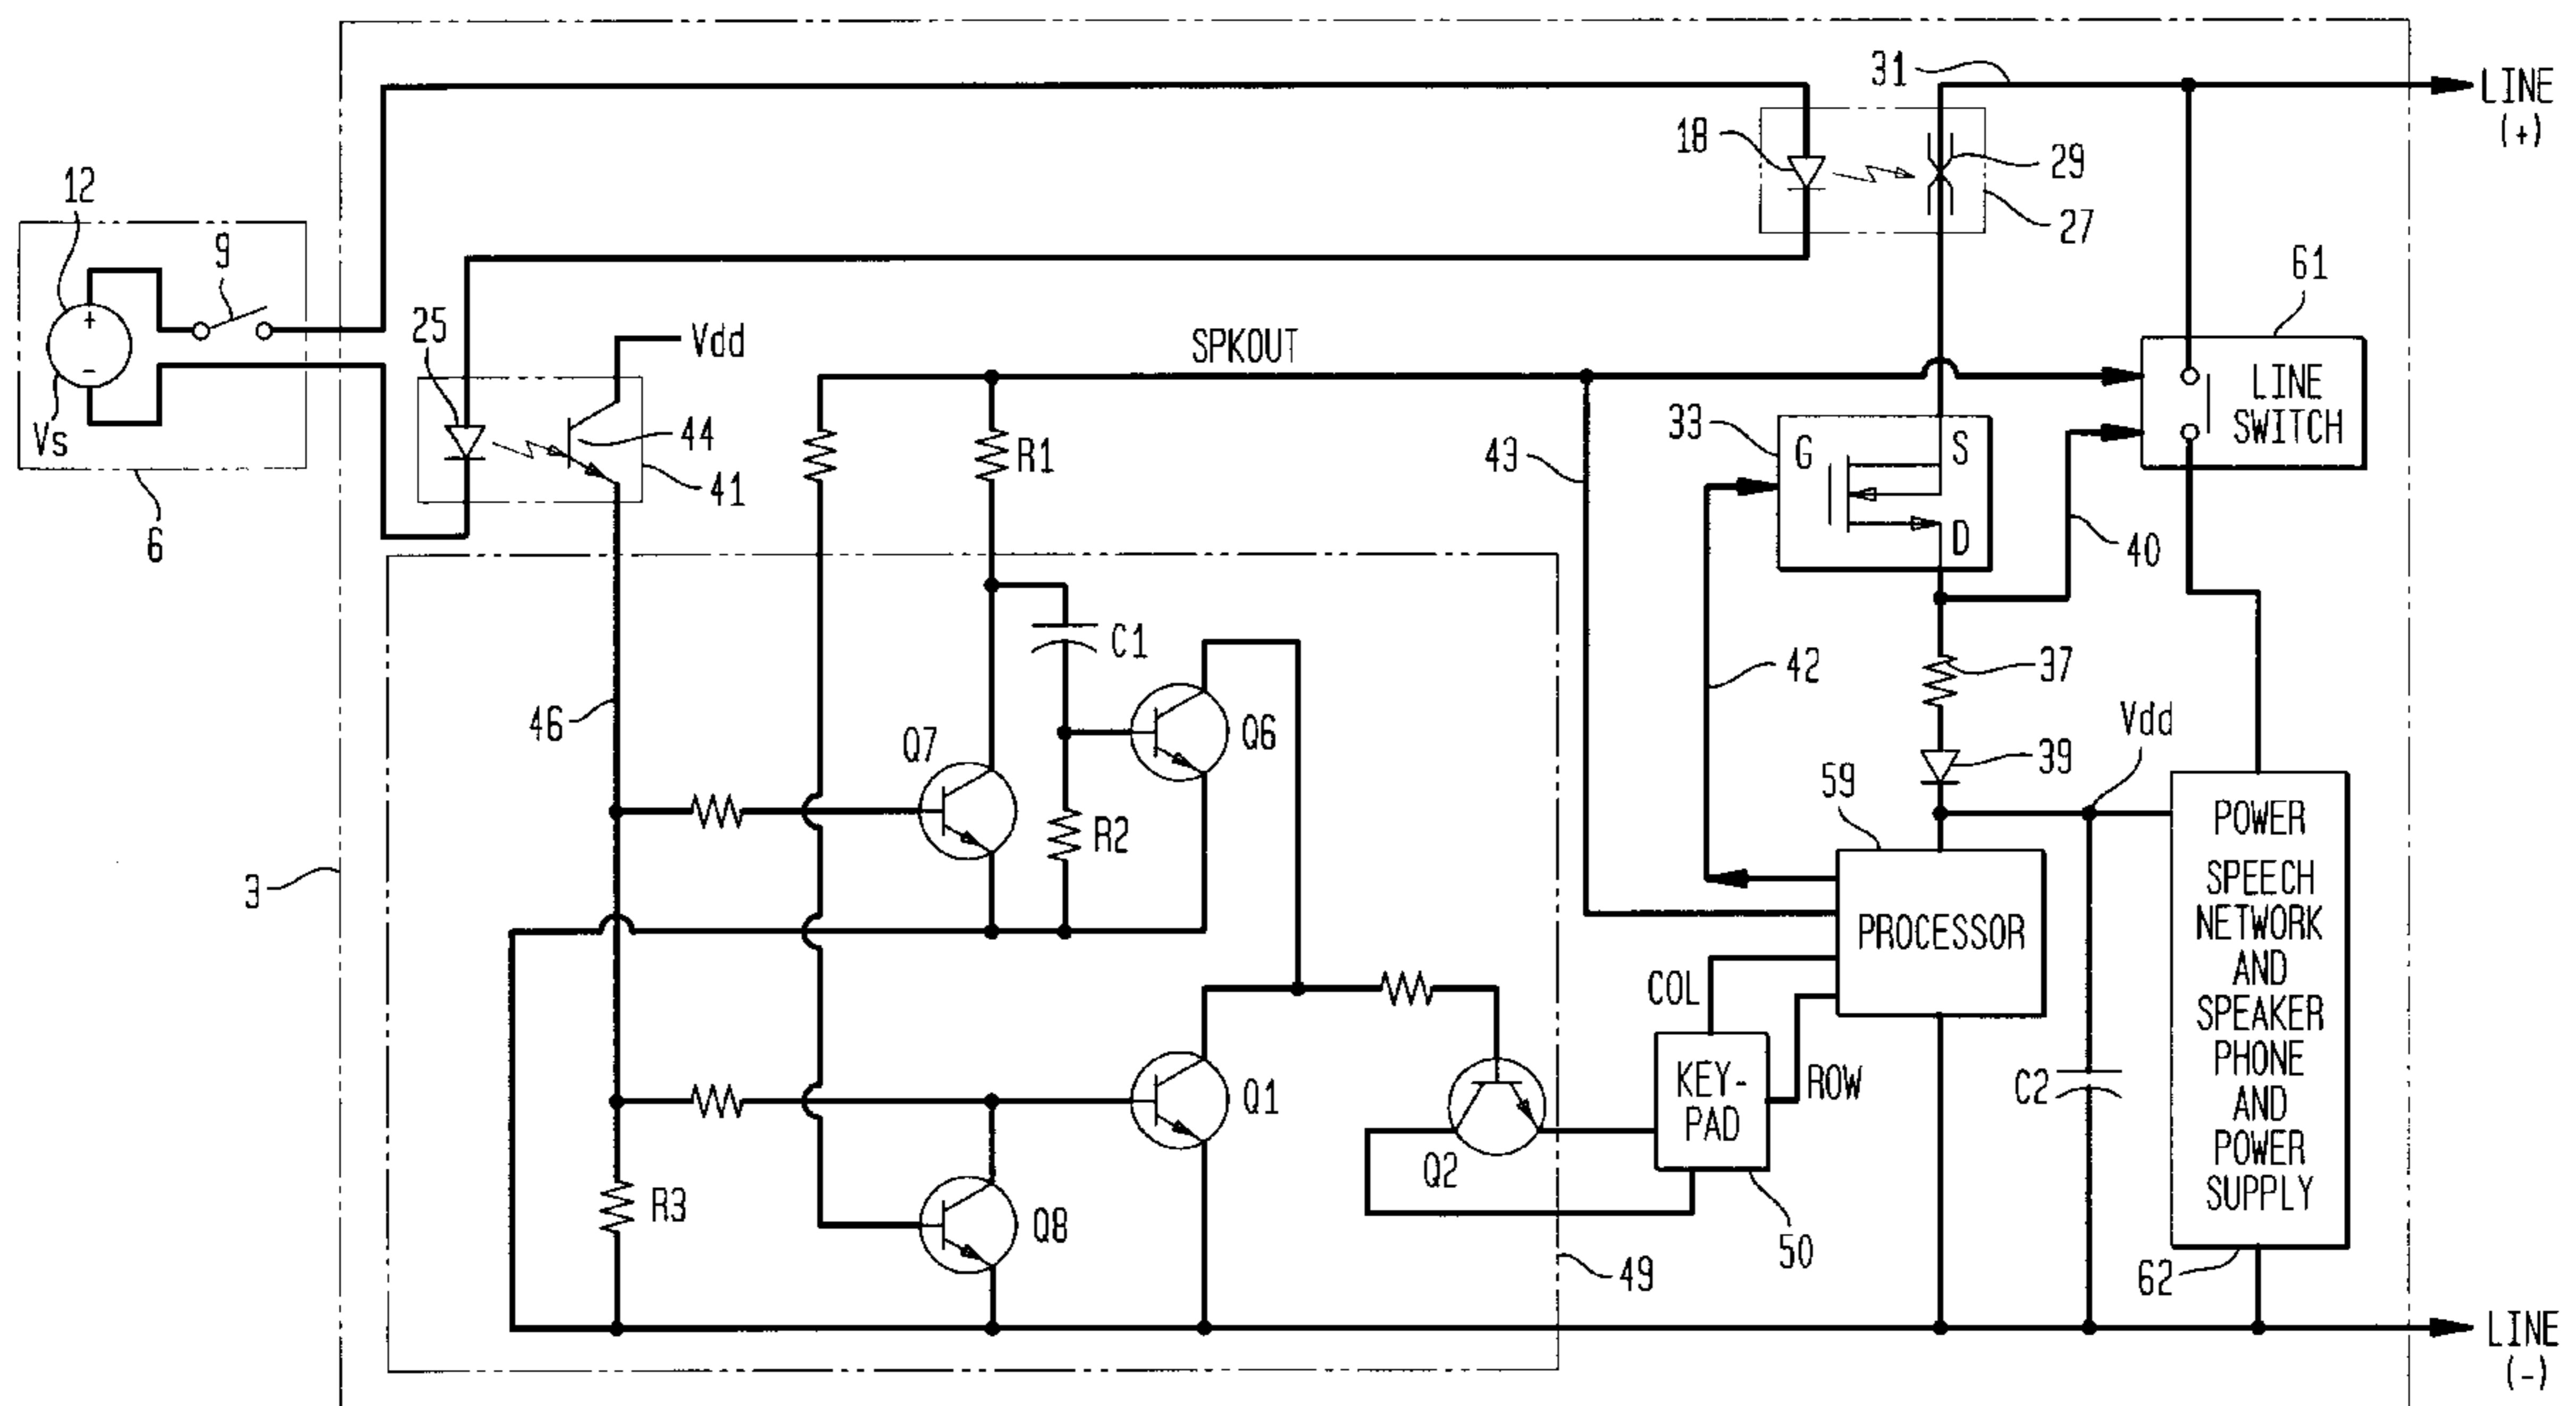 31
LINE
(+)
18
29
12
27
9
61
25
+
Vdd
SPKOUT
-
LINE
SWITCH
Vs
44
R1
43
33
G
S
41
D
6
40
C1
42
37
46
Q7
Q6
Vdd
39
59
POWER
R2
3
SPEECH
NETWORK
AND
SPEAKER
PHONE
AND
POWER
SUPPLY
PROCESSOR
COL
C2
KEY-
PAD
ROW
Q1
Q2
R3
Q8
50
49
62
LINE
(-)